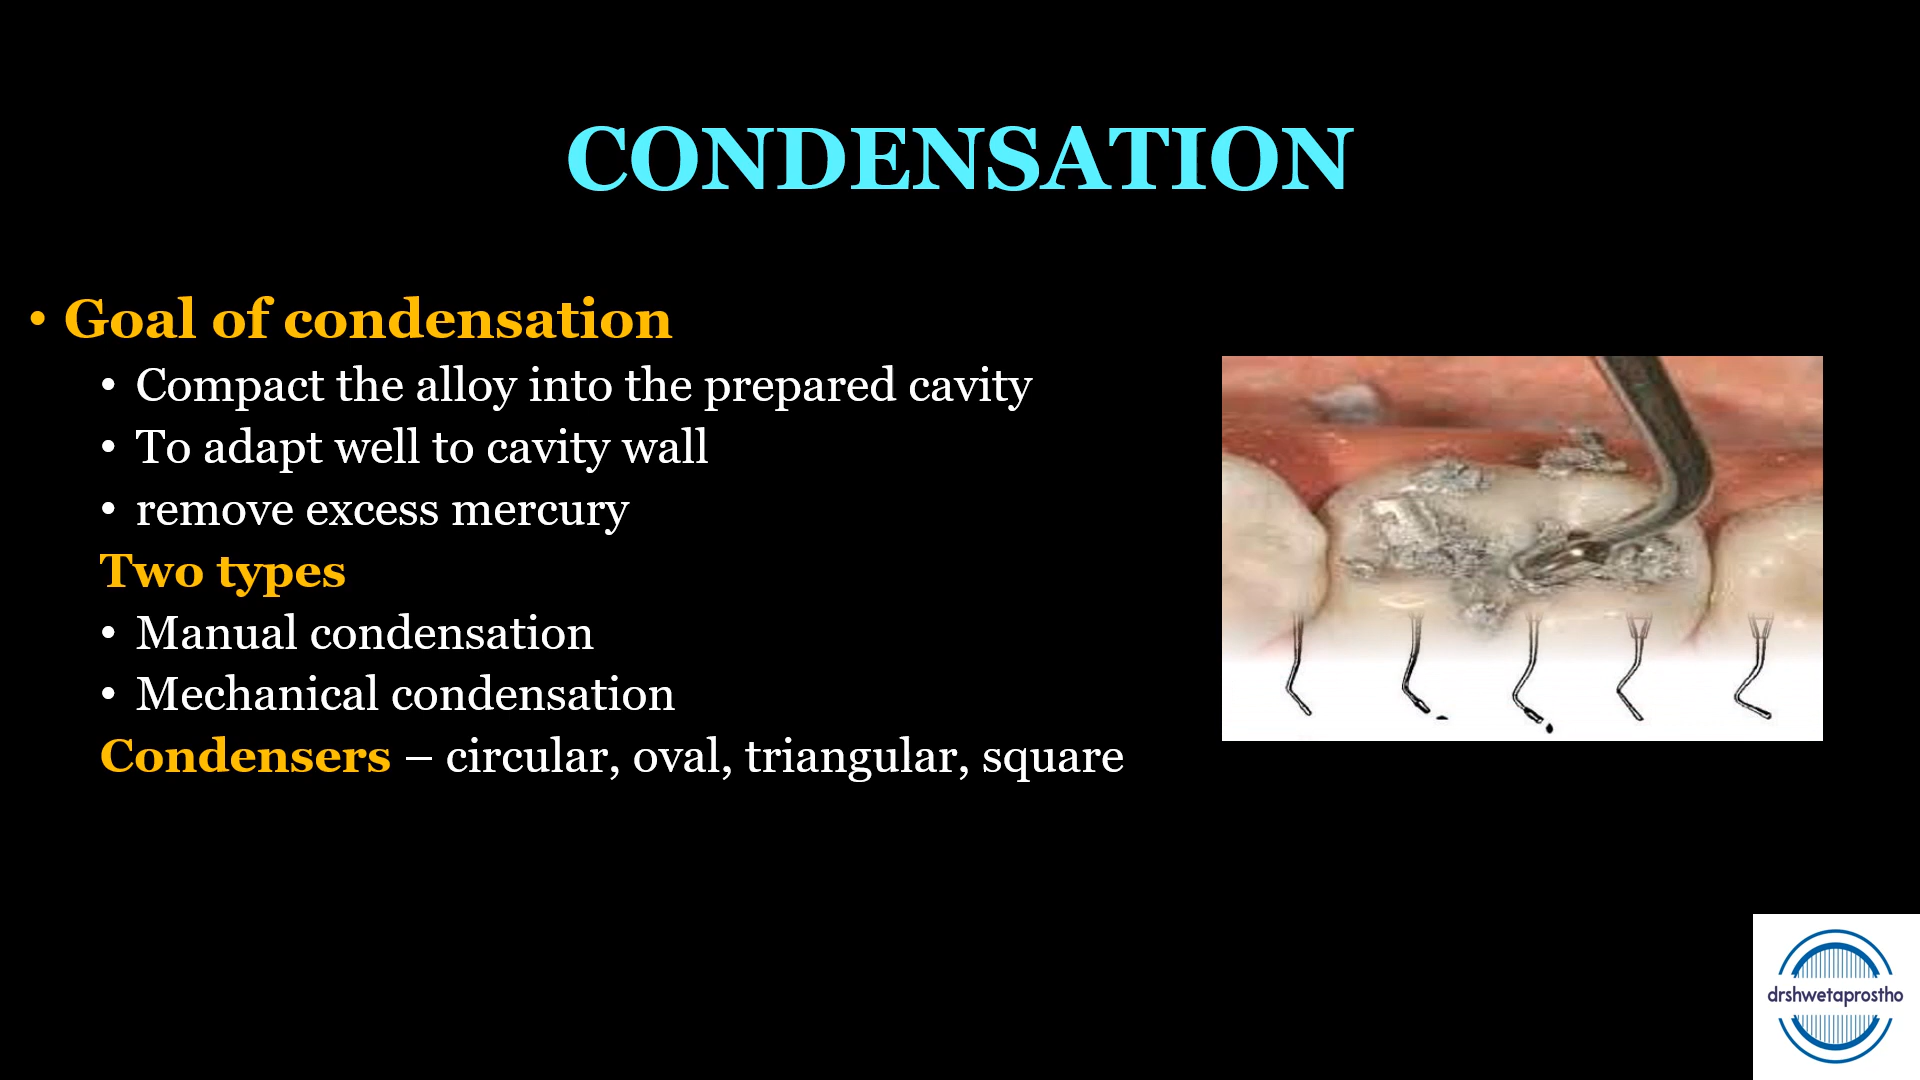 CONDENSATION
• Goal of condensation
• Compact the alloy into the prepared cavity
• To adapt well to cavity wall
• remove excess mercury
Two types
• Manual condensation
• Mechanical condensation
Condensers – circular, oval, triangular, square
drshwetaprostho